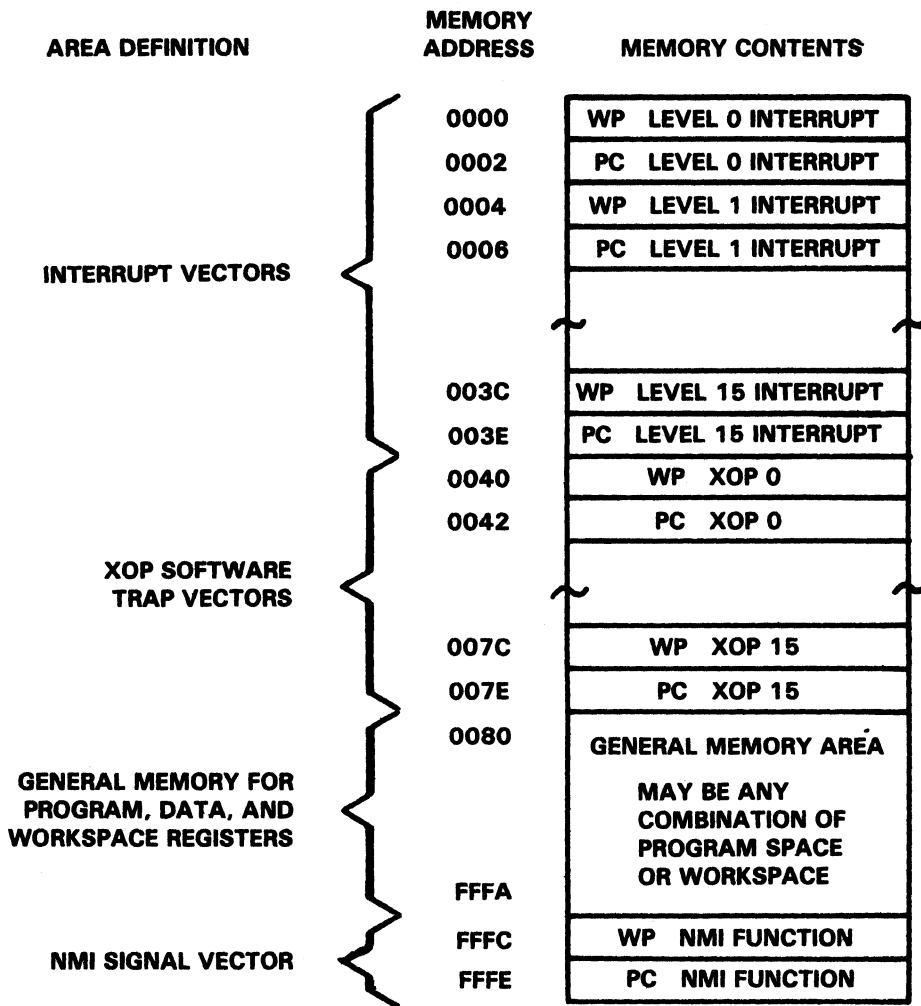 AREA DEFINITION
MEMORY
ADDRESS
MEMORY CONTENTS
INTERRUPT VECTORS
0000 WP LEVEL 0 INTERRUPT
0002 PC LEVEL 0 INTERRUPT
0004 WP LEVEL 1 INTERRUPT
0006 PC LEVEL 1 INTERRUPT
003C WP LEVEL 15 INTERRUPT
003E PC LEVEL 15 INTERRUPT
XOP SOFTWARE
TRAP VECTORS
0040 WP XOP 0
0042 PC XOP 0
007C WP XOP 15
007E PC XOP 15
GENERAL MEMORY FOR
PROGRAM, DATA, AND
WORKSPACE REGISTERS
0080 GENERAL MEMORY AREA
MAY BE ANY
COMBINATION OF
PROGRAM SPACE
OR WORKSPACE
FFFA
NMI SIGNAL VECTOR
FFFC WP NMI FUNCTION
FFFE PC NMI FUNCTION